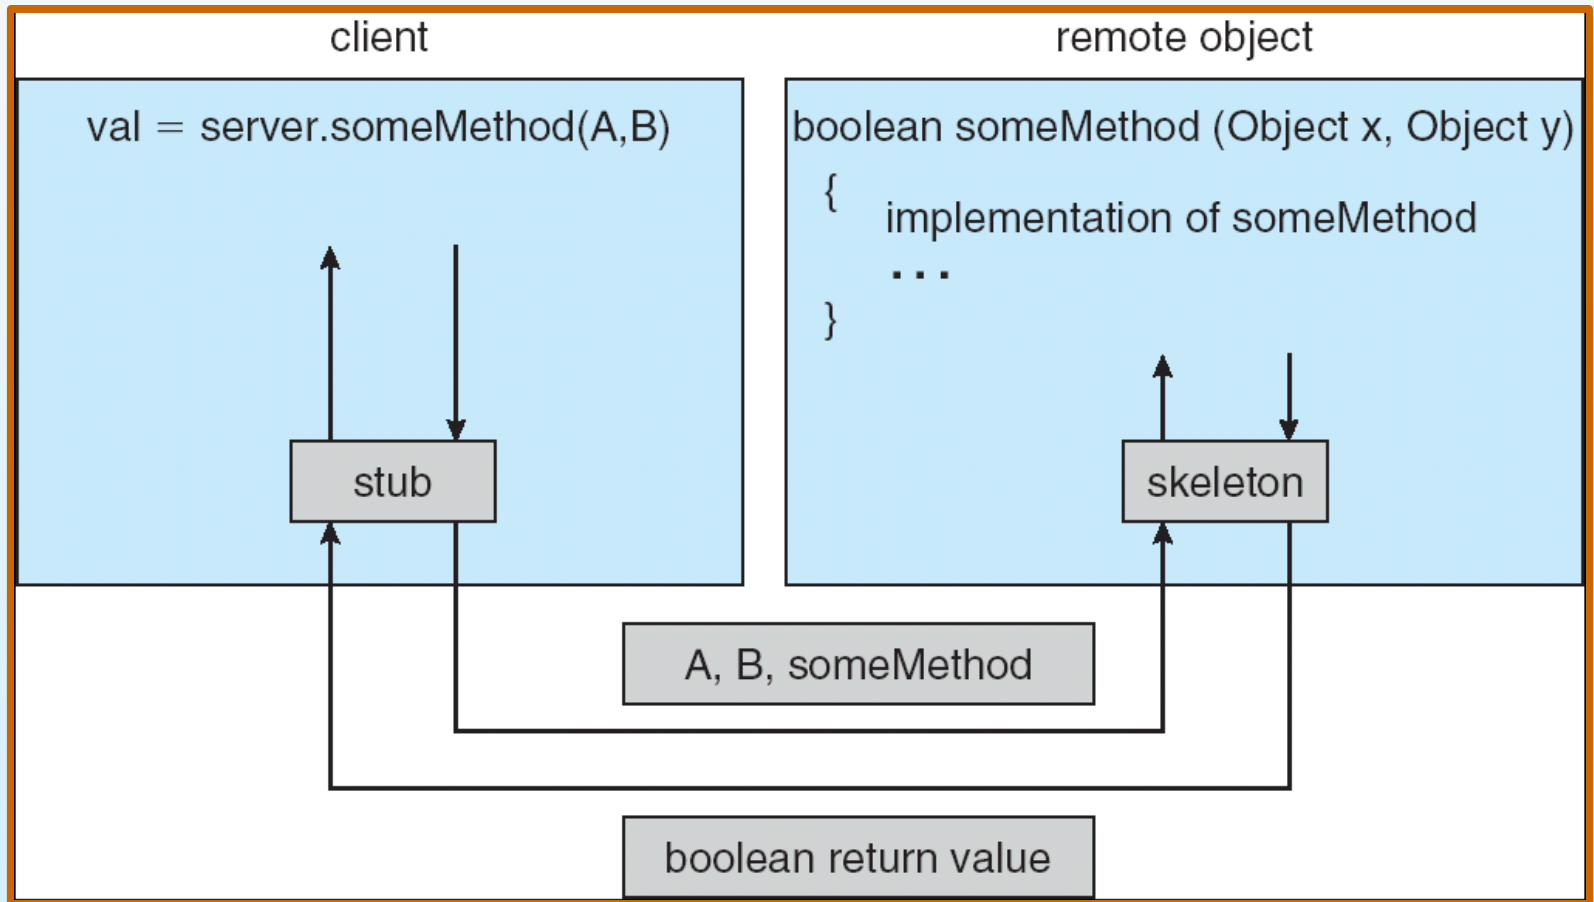 client
remote object
val = server.someMethod(A,B)
boolean someMethod (Object x, Object y)
{
implementation of someMethod
...
}
stub
skeleton
A, B, someMethod
boolean return value